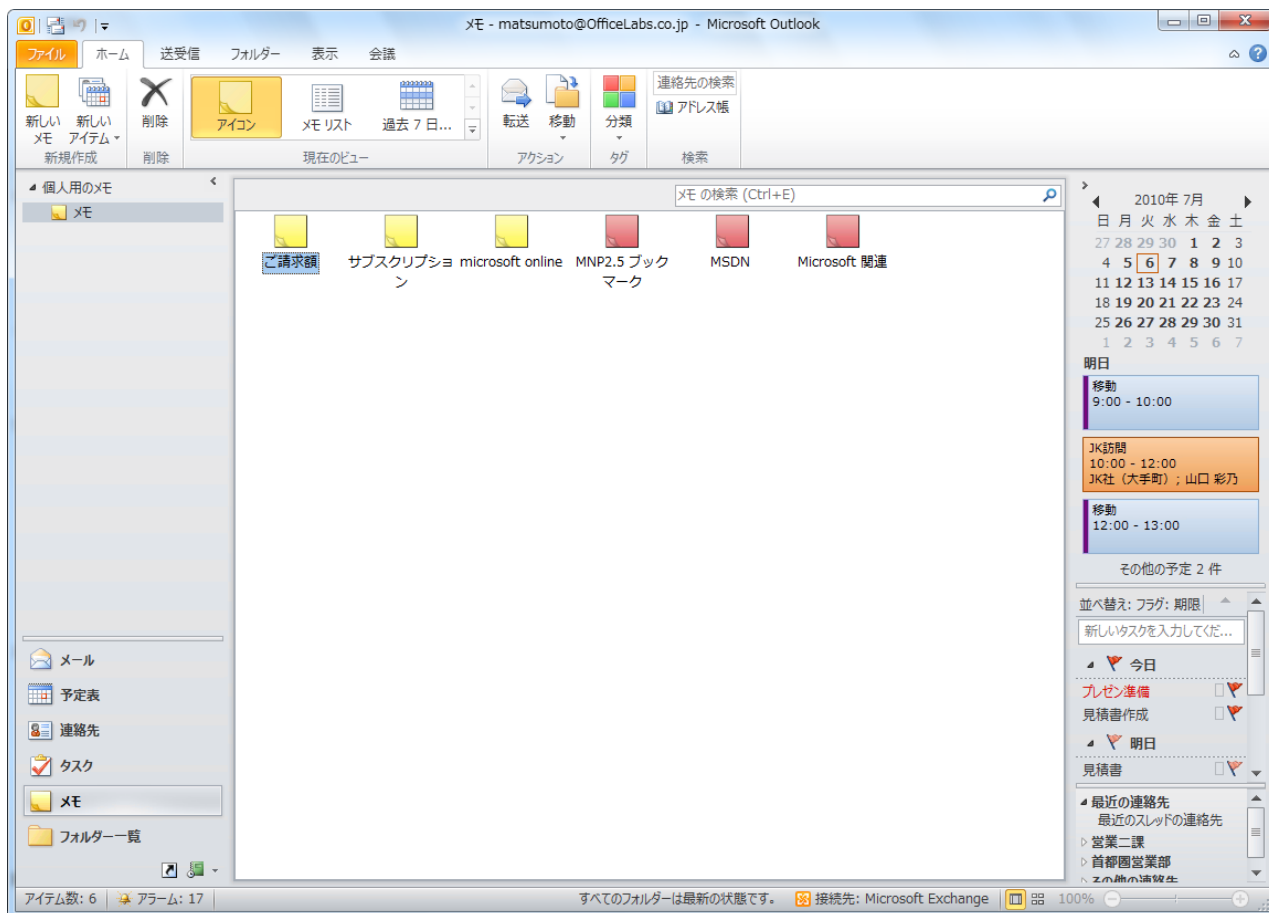 メモ - matsumoto@OfficeLabs.co.jp - Microsoft Outlook
ファイル ホーム 送受信 フォルダー 表示 会議
新しい メモ
新しい アイテム
削除
アイコン
メモ リスト
過去 7 日...
転送
移動
分類
連絡先の検索
アドレス帳
新規作成 削除 現在のビュー アクション タグ 検索
個人用のメモ
メモ
メモ の検索 (Ctrl+E)
ご請求額
サブスクリプショ
ン
microsoft online
MNP2.5 ブック
マーク
MSDN
Microsoft 関連
2010年 7月
日 月 火 水 木 金 土
27 28 29 30 1 2 3
4 5 6 7 8 9 10
11 12 13 14 15 16 17
18 19 20 21 22 23 24
25 26 27 28 29 30 31
1 2 3 4 5 6 7
明日
移動
9:00 - 10:00
JK訪問
10:00 - 12:00
JK社（大手町）; 山口 彩乃
移動
12:00 - 13:00
その他の予定 2 件
並べ替え: フラグ: 期限
新しいタスクを入力してくだ...
今日
プレゼン準備
見積書作成
明日
見積書
最近の連絡先
最近のスレッドの連絡先
営業二課
首都圏営業部
その他の連絡先
メール
予定表
連絡先
タスク
メモ
フォルダー一覧
アイテム数: 6 アラーム: 17 すべてのフォルダーは最新の状態です。 接続先: Microsoft Exchange 100%